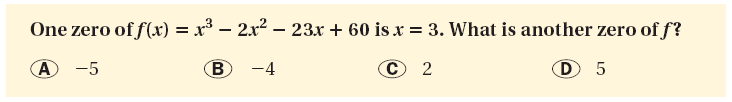 One zero of f(x) = x³ − 2x² − 23x + 60 is x = 3. What is another zero of f?
A −5 B −4 C 2 D 5